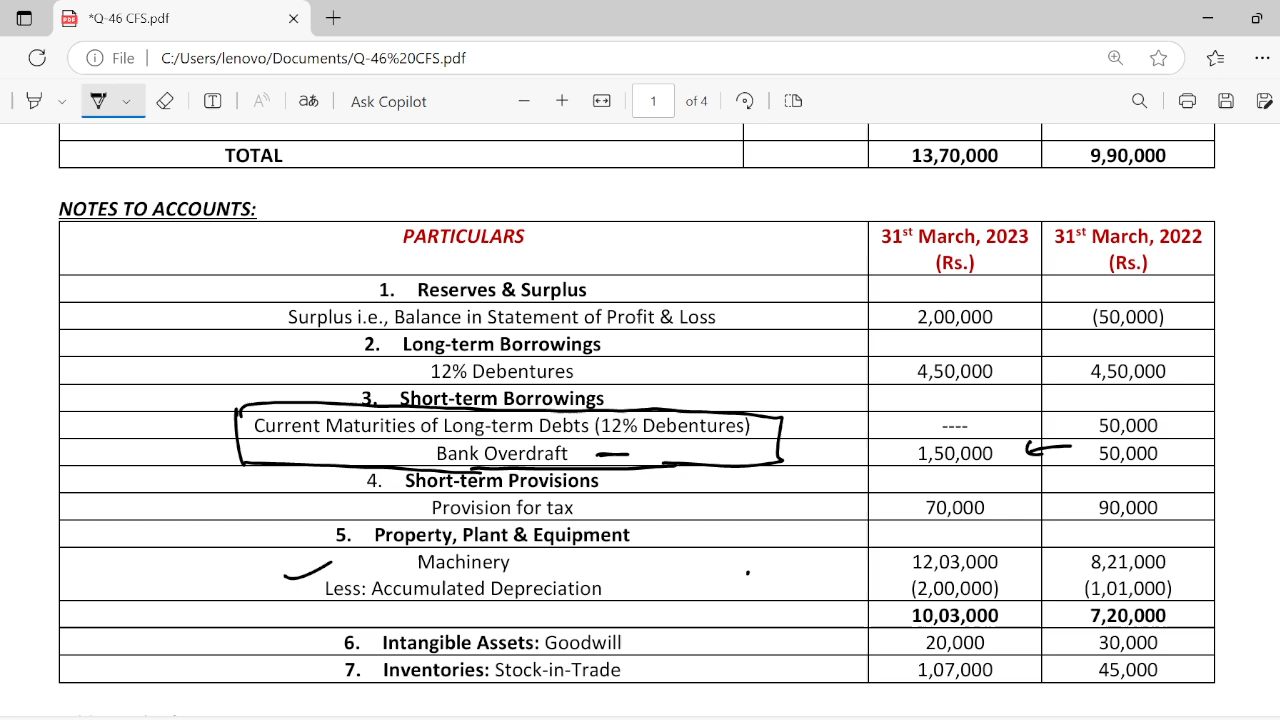 *Q-46 CFS.pdf
File | C:/Users/lenovo/Documents/Q-46%20CFS.pdf
Ask Copilot 1 of 4
TOTAL 13,70,000 9,90,000
NOTES TO ACCOUNTS:
PARTICULARS 31st March, 2023 (Rs.) 31st March, 2022 (Rs.)
1. Reserves & Surplus
Surplus i.e., Balance in Statement of Profit & Loss 2,00,000 (50,000)
2. Long-term Borrowings
12% Debentures 4,50,000 4,50,000
3. Short-term Borrowings
Current Maturities of Long-term Debts (12% Debentures) ---- 50,000
Bank Overdraft 1,50,000 50,000
4. Short-term Provisions
Provision for tax 70,000 90,000
5. Property, Plant & Equipment
Machinery 12,03,000 8,21,000
Less: Accumulated Depreciation (2,00,000) (1,01,000)
10,03,000 7,20,000
6. Intangible Assets: Goodwill 20,000 30,000
7. Inventories: Stock-in-Trade 1,07,000 45,000